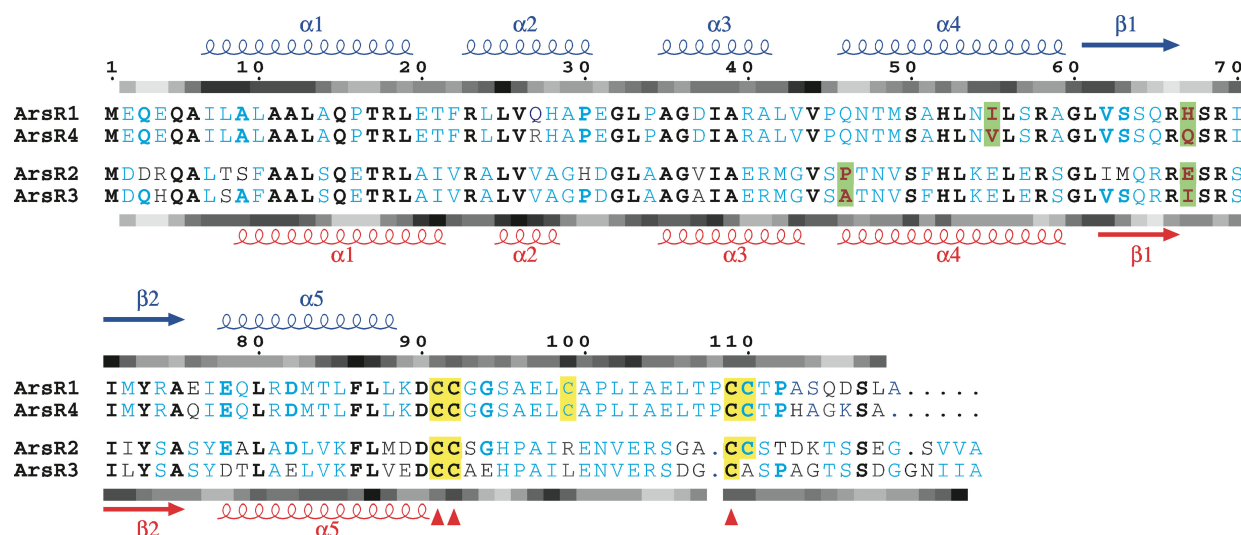 α1 α2 α3 α4 β1
1 10 20 30 40 50 60 70
ArsR1 MEQEQAILALAALAQPTRLETFRLLVQHAPEGLPAGDIARALVVPQNTMSAHLNILSRAGLVSSQRHSRI
ArsR4 MEQEQAILALAALAQPTRLETFRLLVRHAPEGLPAGDIARALVVPQNTMSAHLNVLSRAGLVSSQRQSRI
ArsR2 MDDRQALTSFAALSQETRLAIVRALVVAGHDGLAAGVIAERMGVSPTNVSFHLKELERSGLIMQRRESRS
ArsR3 MDQHQALSAFAALSQETRLAIVRALVVAGPDGLAAGAIAERMGVSATNVSFHLKELERSGLVSQRRISRS
α1 α2 α3 α4 β1
β2 α5
80 90 100 110
ArsR1 IMYRAEIEQLRDMTLFLLKDCCGGSAELCAPLIAELTPCCTPASQDSLA.....
ArsR4 IMYRAQIEQLRDMTLFLLKDCCGGSAELCAPLIAELTPCCTPHAGKSA......
ArsR2 IIYSASYEALADLVKFLMDDCCSGHPAIRENVERSGA.CCSTDKTSSEG.SVVA
ArsR3 ILYSASYDTLAELVKFLVEDCCAEHPAILENVERSDG.CASPAGTSSDGGNIIA
β2 α5